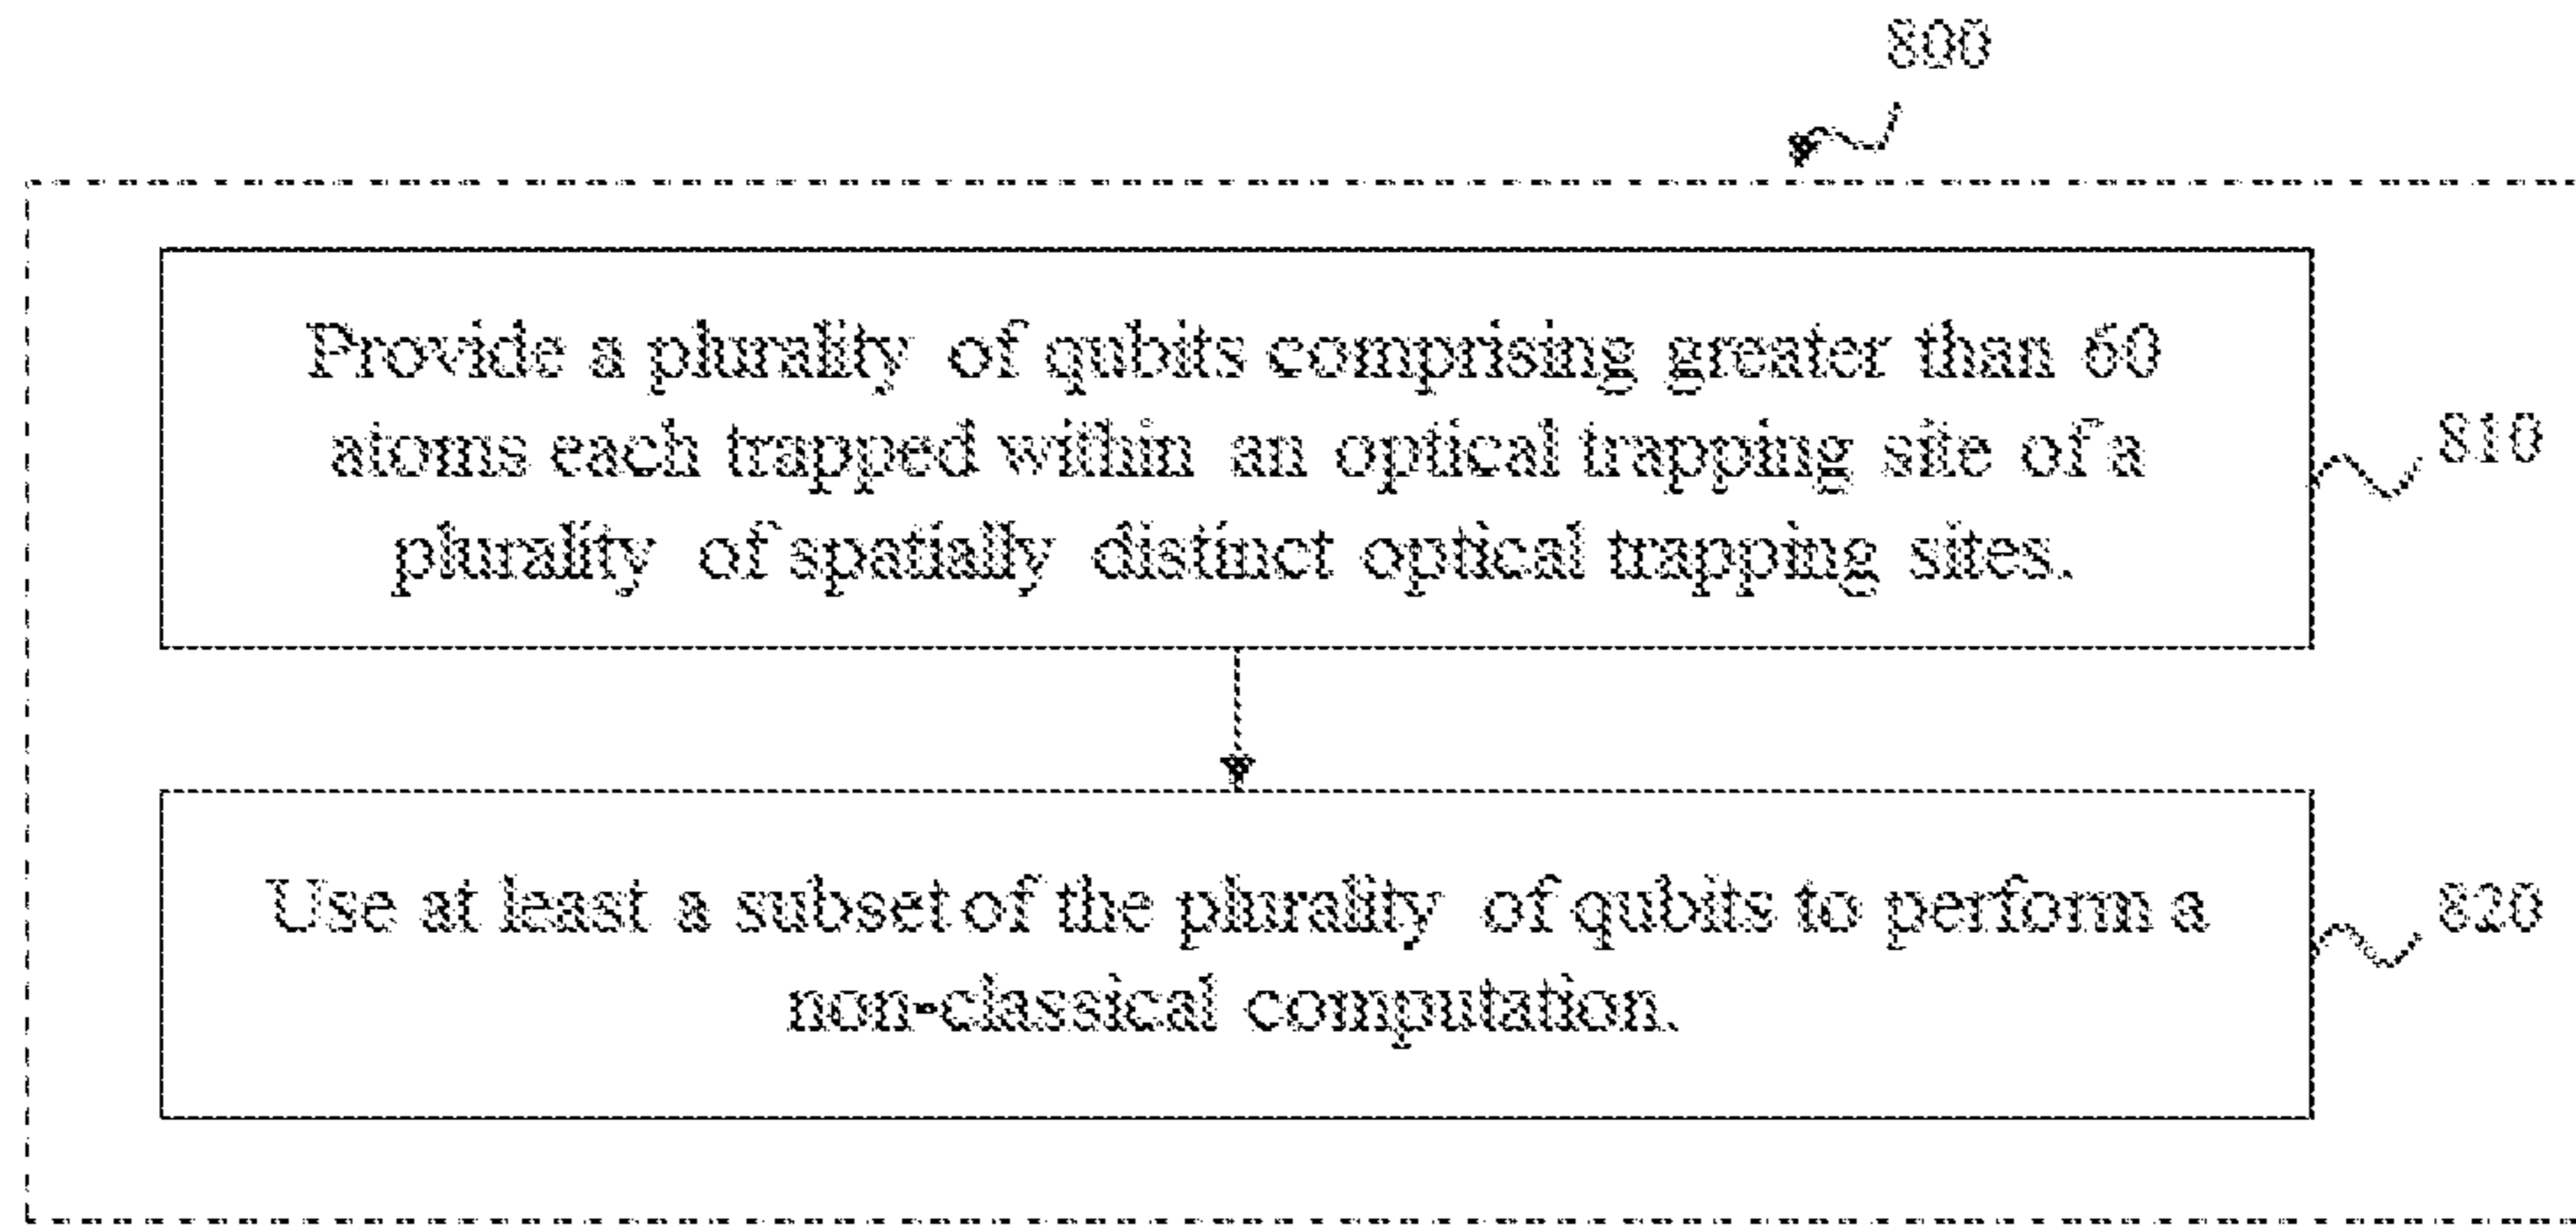 800
Provide a plurality of qubits comprising greater than 60
atoms each trapped within an optical trapping site of a
plurality of spatially distinct optical trapping sites.
810
Use at least a subset of the plurality of qubits to perform a
non-classical computation.
820